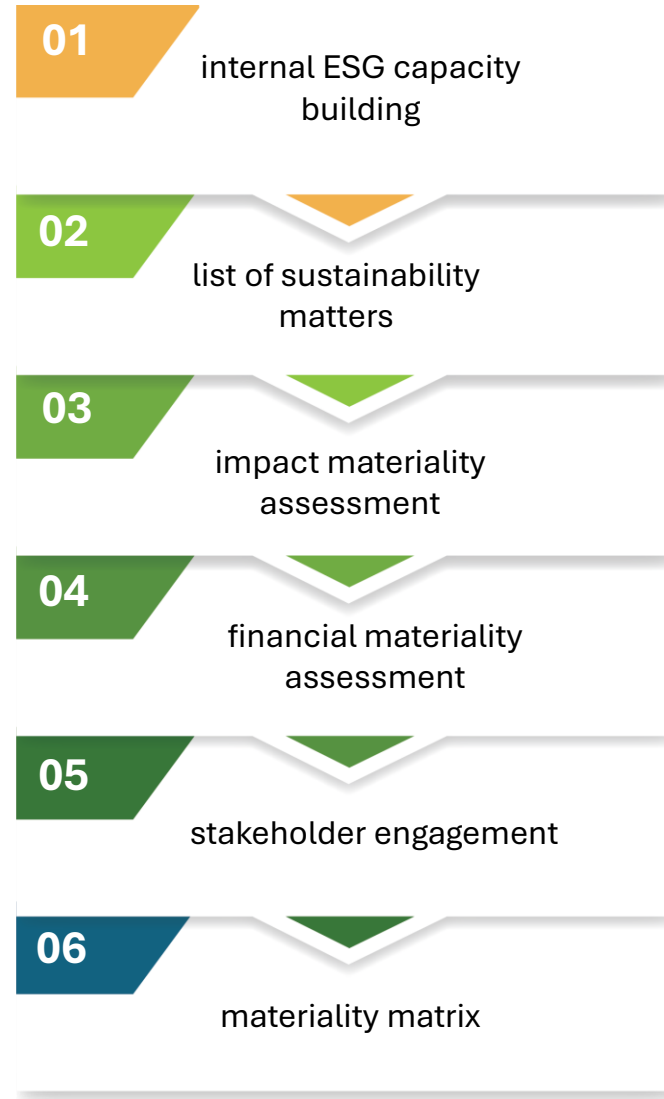 01
internal ESG capacity
building
02
list of sustainability
matters
03
impact materiality
assessment
04
financial materiality
assessment
05
stakeholder engagement
06
materiality matrix